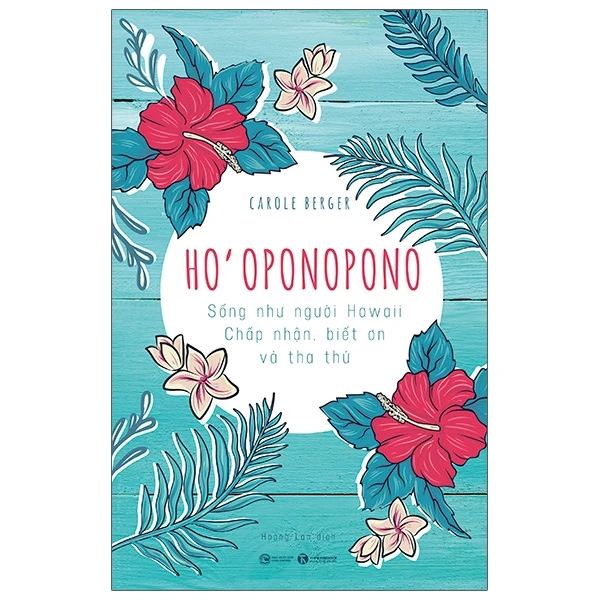 CAROLE BERGER
HO'OPONOPONO
Sống như người Hawaii
Chấp nhận, biết ơn
và tha thứ
Hoàng Lan dịch